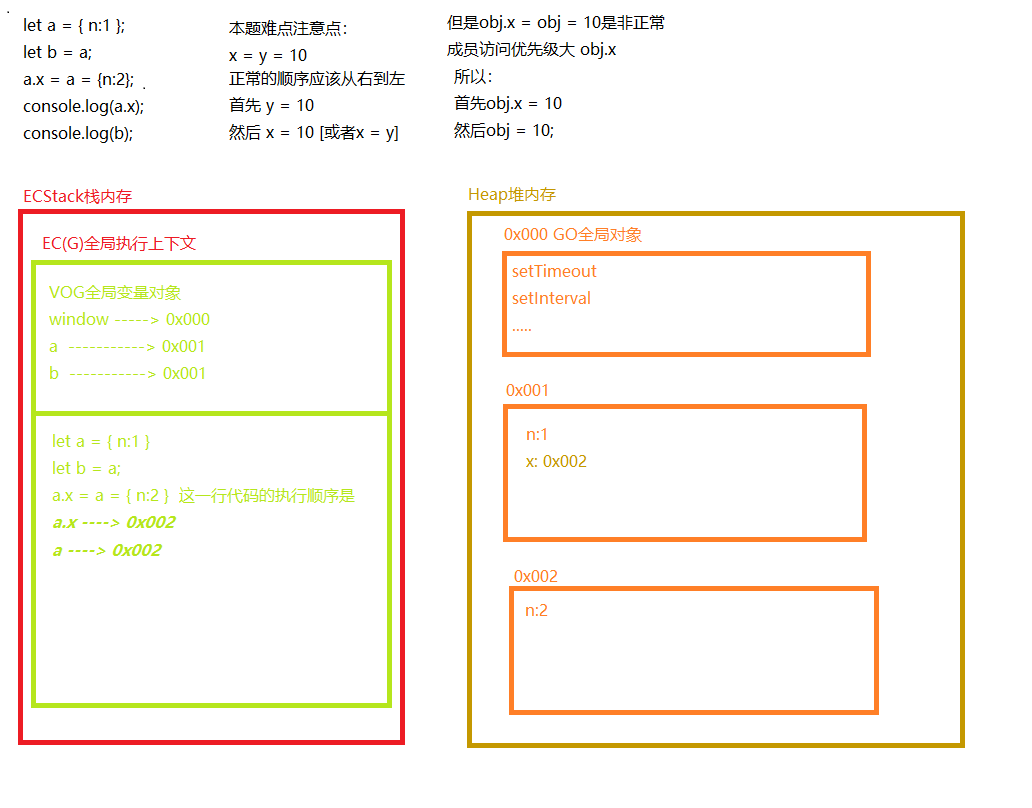 let a = { n:1 };
let b = a;
a.x = a = {n:2};
console.log(a.x);
console.log(b);
本题难点注意点：
x = y = 10
正常的顺序应该从右到左
首先 y = 10
然后 x = 10 [或者x = y]
但是obj.x = obj = 10是非正常
成员访问优先级大 obj.x
所以：
首先obj.x = 10
然后obj = 10;
ECStack栈内存
EC(G)全局执行上下文
VOG全局变量对象
window -----> 0x000
a -----------> 0x001
b -----------> 0x001
let a = { n:1 }
let b = a;
a.x = a = { n:2 } 这一行代码的执行顺序是
a.x ----> 0x002
a ----> 0x002
Heap堆内存
0x000 GO全局对象
setTimeout
setInterval
.....
0x001
n:1
x: 0x002
0x002
n:2